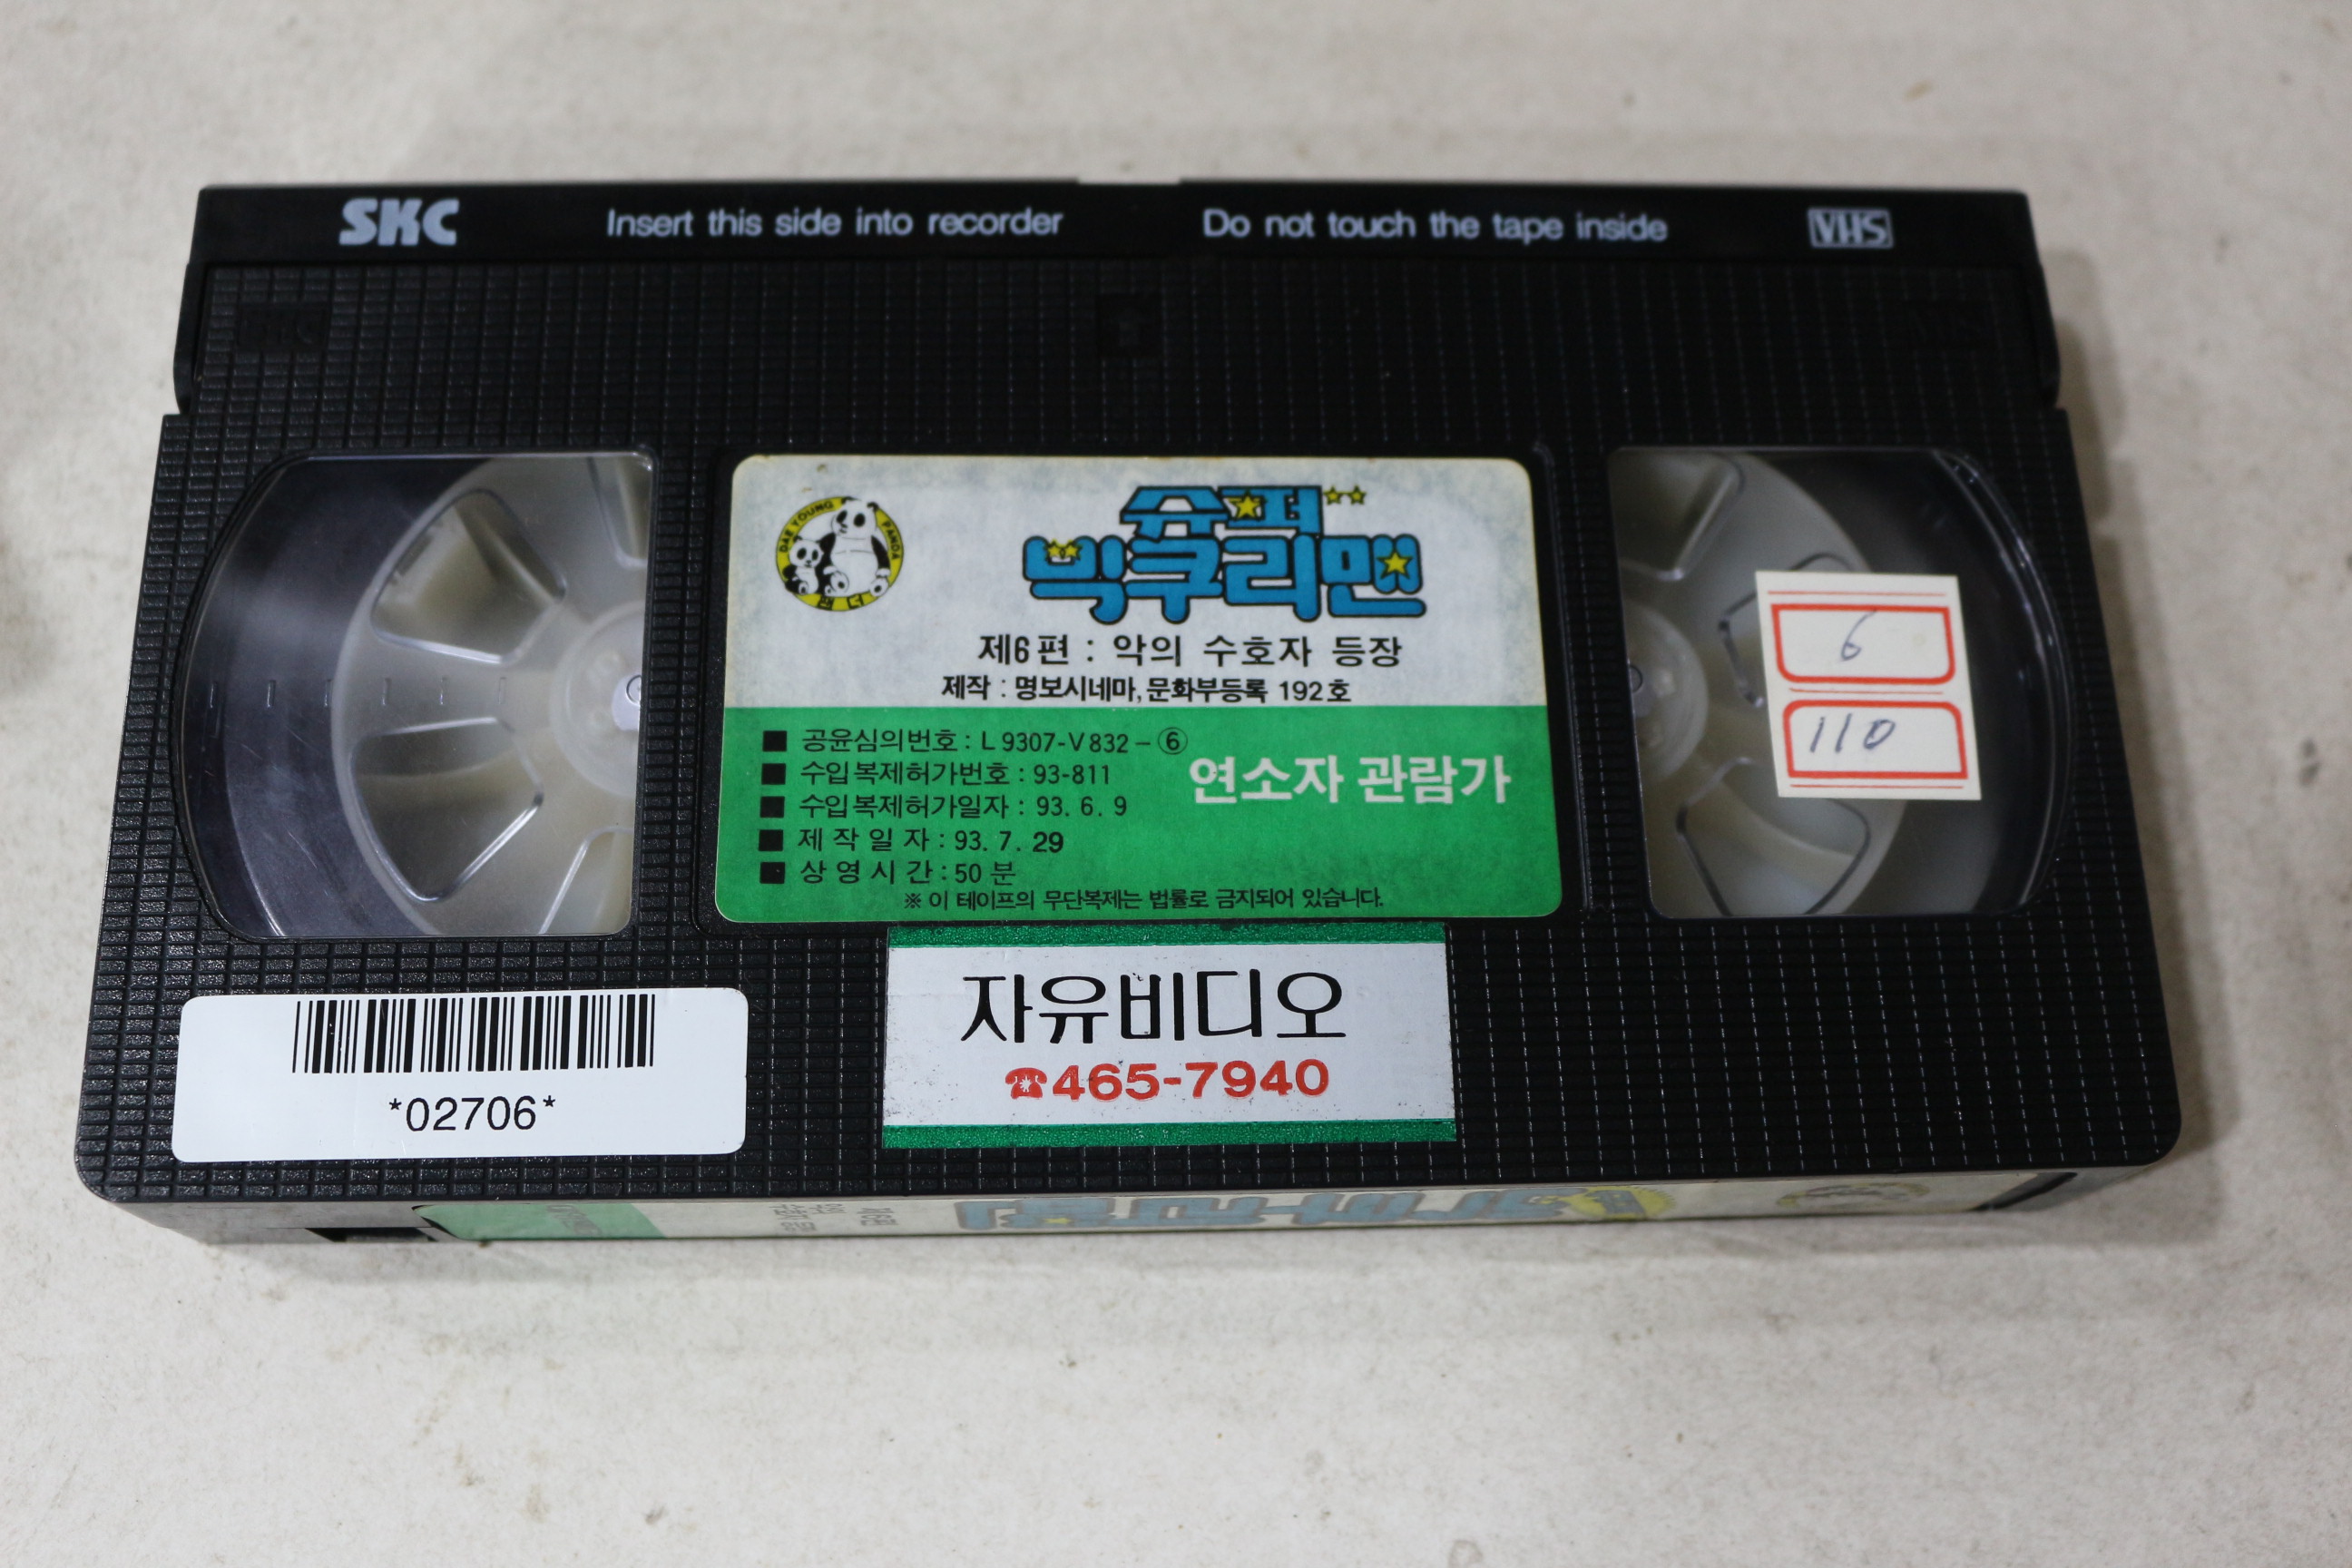 SKC
Insert this side into recorder
Do not touch the tape inside
VHS
DAE YOUNG PANDA
팬더
슈퍼
빅쿠리맨
제6편 : 악의 수호자 등장
제작 : 명보시네마, 문화부등록 192호
■ 공윤심의번호 : L 9307-V 832 - ⑥
■ 수입복제허가번호 : 93-811
■ 수입복제허가일자 : 93. 6. 9
■ 제 작 일 자 : 93. 7. 29
■ 상 영 시 간 : 50 분
연소자 관람가
※ 이 테이프의 무단복제는 법률로 금지되어 있습니다.
6
110
자유비디오
☎465-7940
*02706*